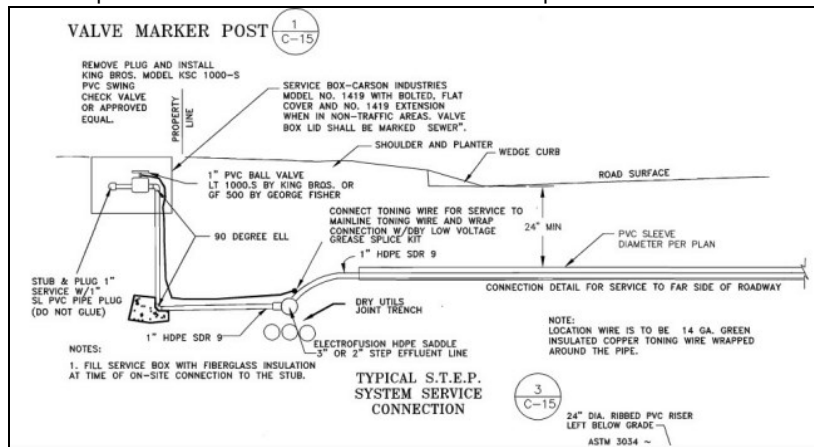 VALVE MARKER POST
1
C-15
REMOVE PLUG AND INSTALL
KING BROS. MODEL KSC 1000-S
PVC SWING
CHECK VALVE
OR APPROVED
EQUAL.
PROPERTY
LINE
SERVICE BOX-CARSON INDUSTRIES
MODEL NO. 1419 WITH BOLTED, FLAT
COVER AND NO. 1419 EXTENSION
WHEN IN NON-TRAFFIC AREAS. VALVE
BOX LID SHALL BE MARKED SEWER".
SHOULDER AND PLANTER
WEDGE CURB
ROAD SURFACE
1" PVC BALL VALVE
LT 1000.S BY KING BROS. OR
GF 500 BY GEORGE FISHER
CONNECT TONING WIRE FOR SERVICE TO
MAINLINE TONING WIRE AND WRAP
CONNECTION W/DBY LOW VOLTAGE
GREASE SPLICE KIT
24" MIN
90 DEGREE ELL
PVC SLEEVE
DIAMETER PER PLAN
1" HDPE SDR 9
STUB & PLUG 1"
SERVICE W/1"
SL PVC PIPE PLUG
(DO NOT GLUE)
CONNECTION DETAIL FOR SERVICE TO FAR SIDE OF ROADWAY
DRY UTILS
JOINT TRENCH
1" HDPE SDR 9
ELECTROFUSION HDPE SADDLE
3" OR 2" STEP EFFLUENT LINE
NOTE:
LOCATION WIRE IS TO BE 14 GA. GREEN
INSULATED COPPER TONING WIRE WRAPPED
AROUND THE PIPE.
NOTES:
1. FILL SERVICE BOX WITH FIBERGLASS INSULATION
AT TIME OF ON-SITE CONNECTION TO THE STUB.
TYPICAL S.T.E.P.
SYSTEM SERVICE
CONNECTION
3
C-15
24" DIA. RIBBED PVC RISER
LEFT BELOW GRADE
ASTM 3034 ~